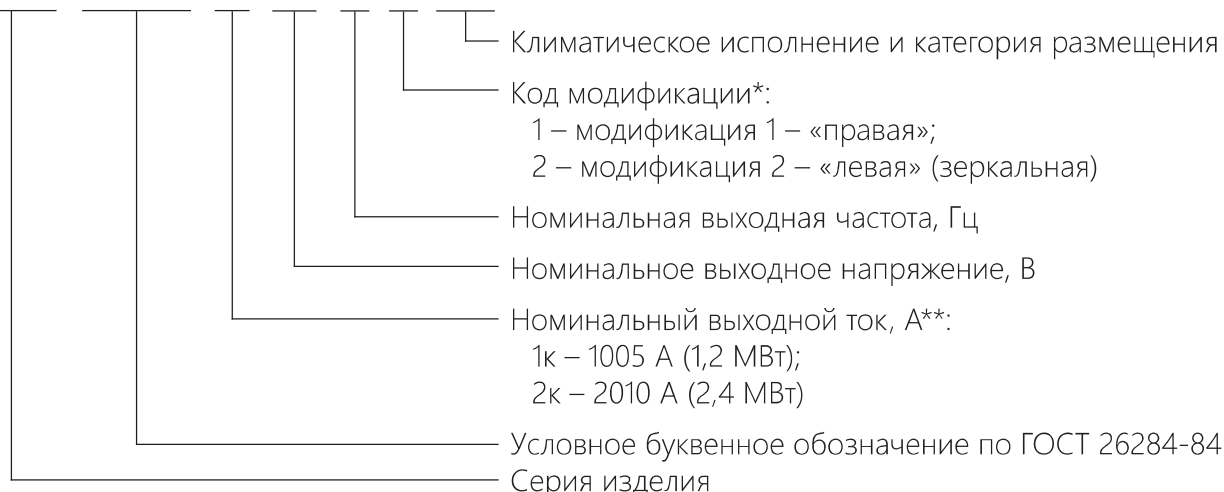 Климатическое исполнение и категория размещения
Код модификации*:
1 – модификация 1 – «правая»;
2 – модификация 2 – «левая» (зеркальная)
Номинальная выходная частота, Гц
Номинальное выходное напряжение, В
Номинальный выходной ток, А**:
1к – 1005 А (1,2 МВт);
2к – 2010 А (2,4 МВт)
Условное буквенное обозначение по ГОСТ 26284-84
Серия изделия